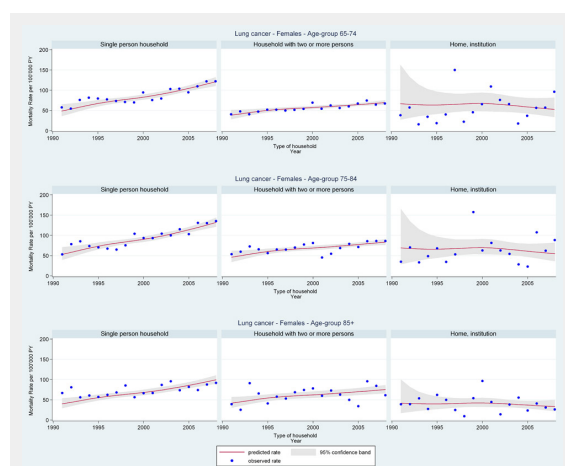 Lung cancer - Females - Age-group 65-74
Single person household
Household with two or more persons
Home, institution
Mortality Rate per 100'000 PY
200
150
100
50
0
1990 1995 2000 2005 1990 1995 2000 2005 1990 1995 2000 2005
Type of household
Year
Lung cancer - Females - Age-group 75-84
Single person household
Household with two or more persons
Home, institution
Mortality Rate per 100'000 PY
200
150
100
50
0
1990 1995 2000 2005 1990 1995 2000 2005 1990 1995 2000 2005
Type of household
Year
Lung cancer - Females - Age-group 85+
Single person household
Household with two or more persons
Home, institution
Mortality Rate per 100'000 PY
200
150
100
50
0
1990 1995 2000 2005 1990 1995 2000 2005 1990 1995 2000 2005
Type of household
Year
predicted rate
95% confidence band
observed rate